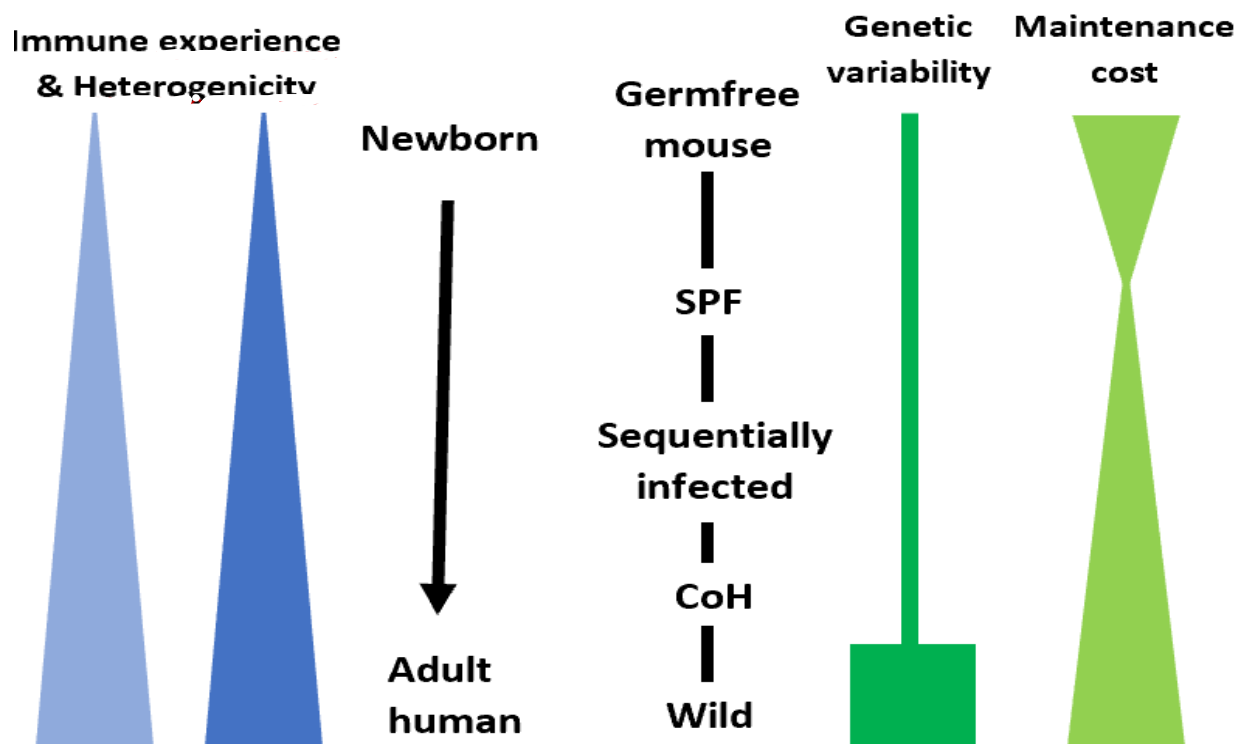 Immune experience
& Heterogenicity
Newborn
Adult
human
Germfree
mouse
SPF
Sequentially
infected
CoH
Wild
Genetic
variability
Maintenance
cost